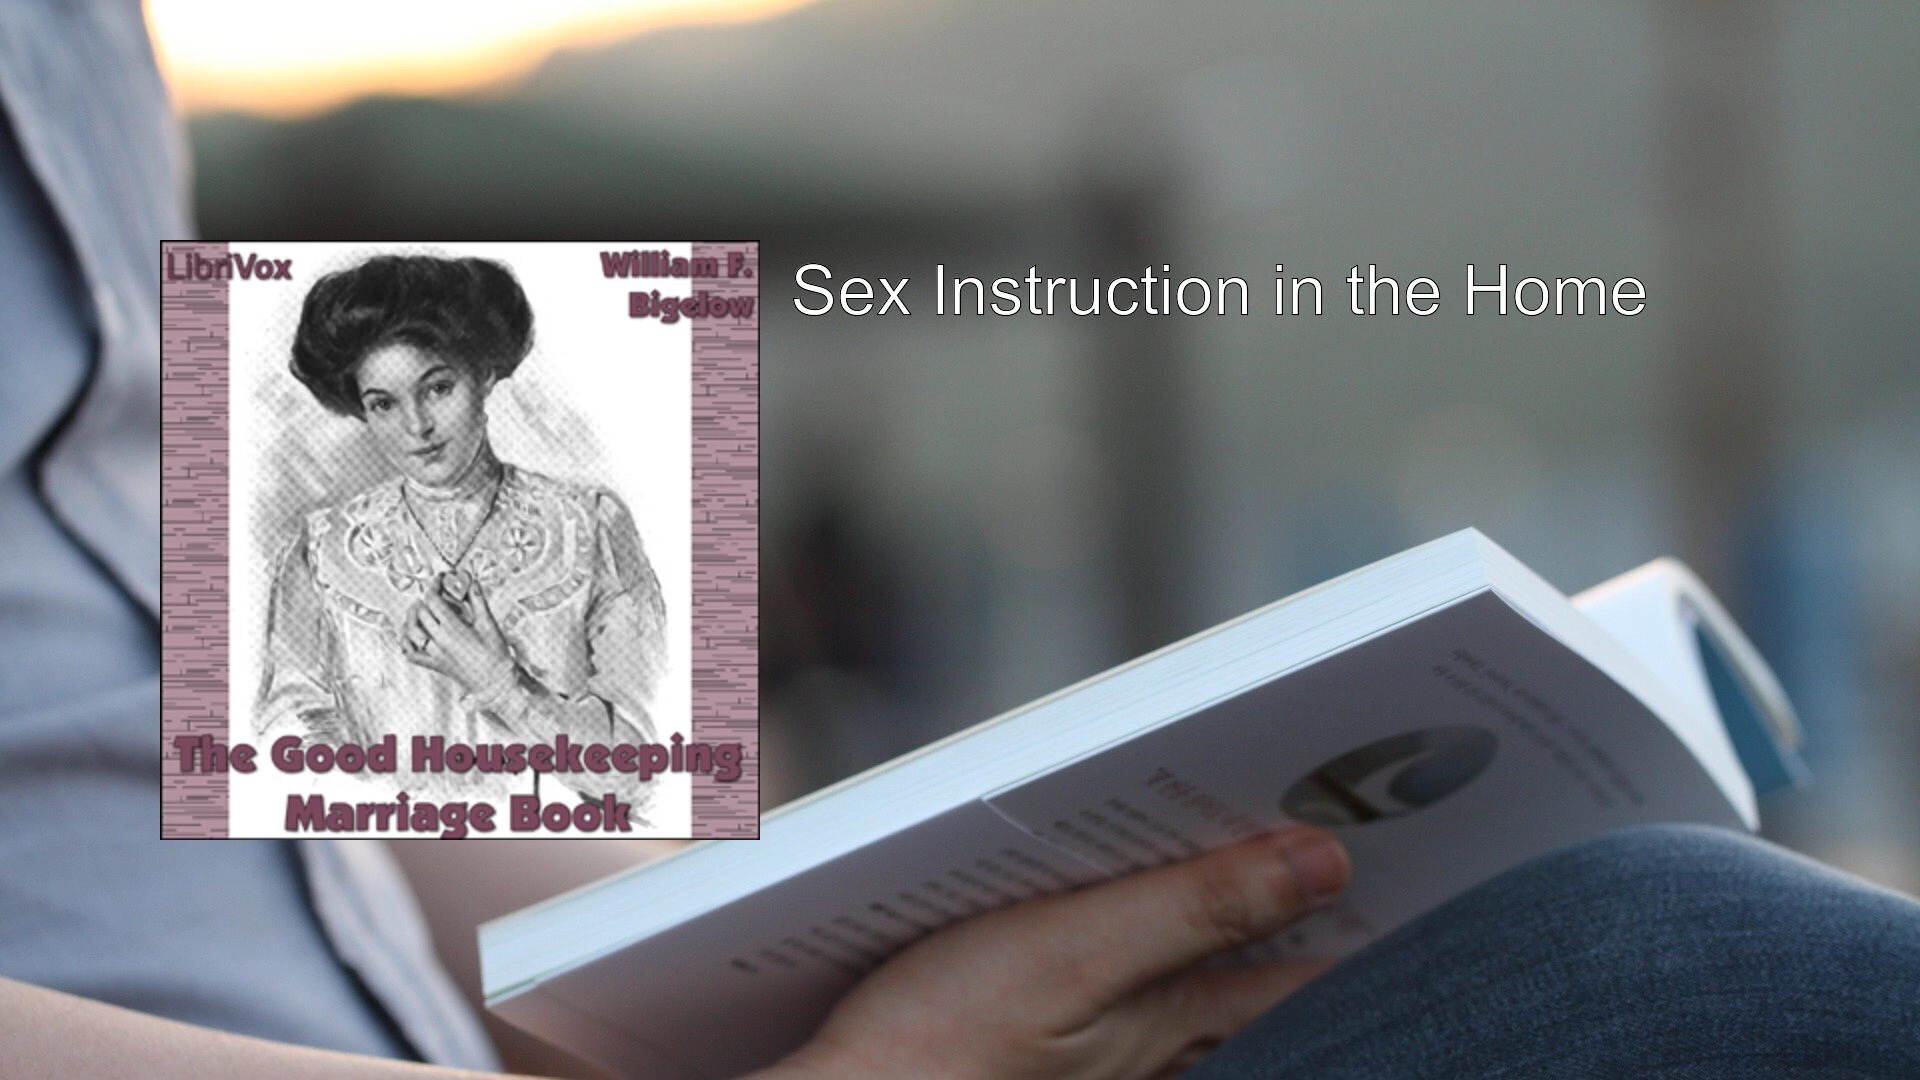 LibriVox
William F.
Bigelow
Sex Instruction in the Home
The Good Housekeeping
Marriage Book